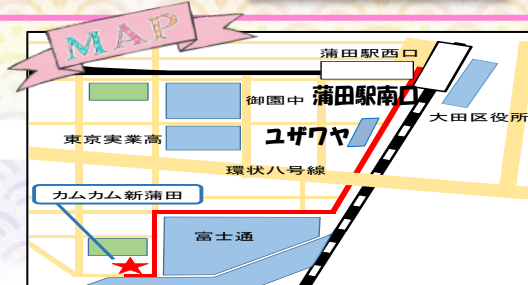 MAP
蒲田駅西口
御園中
蒲田駅南口
大田区役所
東京実業高
ユザワヤ
環状八号線
カムカム新蒲田
富士通